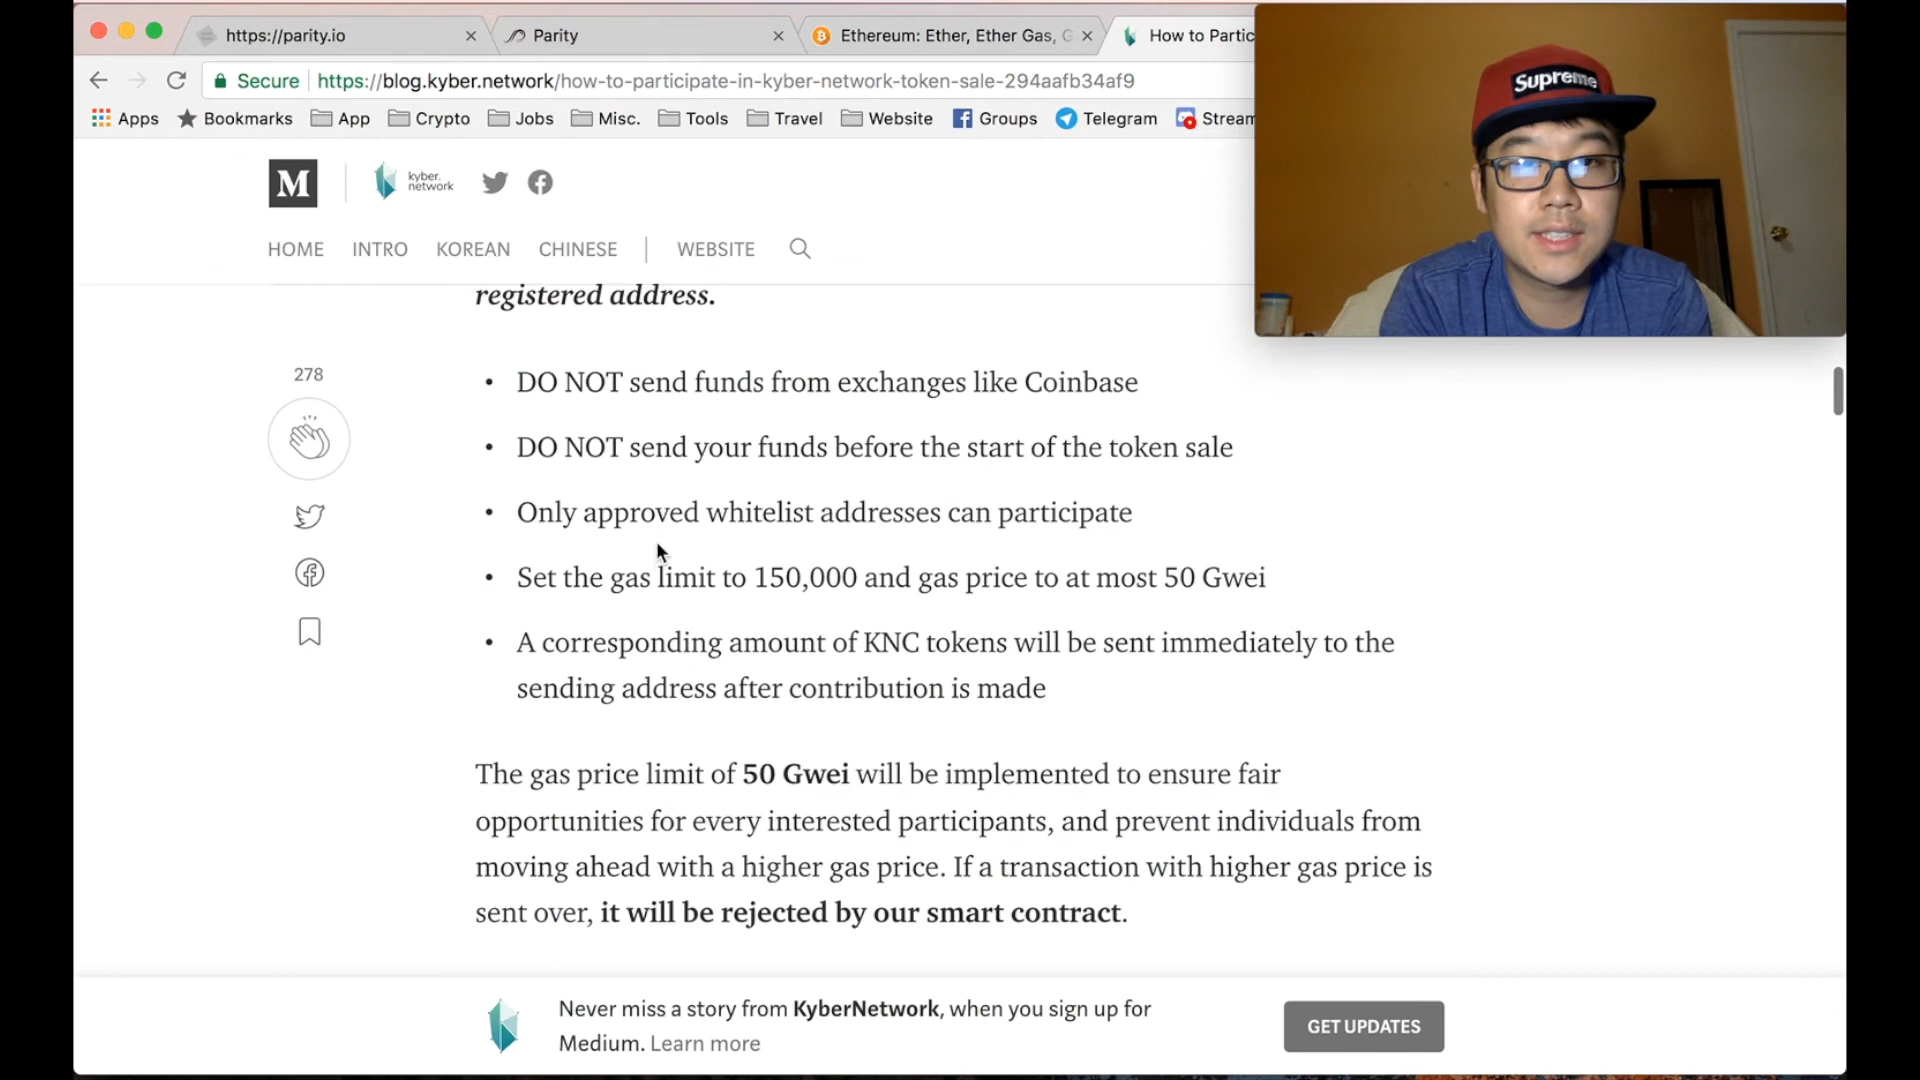 https://parity.io
Parity
Ethereum: Ether, Ether Gas, G
How to Partic
Secure https://blog.kyber.network/how-to-participate-in-kyber-network-token-sale-294aafb34af9
Apps Bookmarks App Crypto Jobs Misc. Tools Travel Website Groups Telegram Stream
Supreme
M
kyber.
network
HOME INTRO KOREAN CHINESE | WEBSITE
registered address.
278
• DO NOT send funds from exchanges like Coinbase
• DO NOT send your funds before the start of the token sale
• Only approved whitelist addresses can participate
• Set the gas limit to 150,000 and gas price to at most 50 Gwei
• A corresponding amount of KNC tokens will be sent immediately to the
sending address after contribution is made
The gas price limit of 50 Gwei will be implemented to ensure fair
opportunities for every interested participants, and prevent individuals from
moving ahead with a higher gas price. If a transaction with higher gas price is
sent over, it will be rejected by our smart contract.
Never miss a story from KyberNetwork, when you sign up for
Medium. Learn more
GET UPDATES